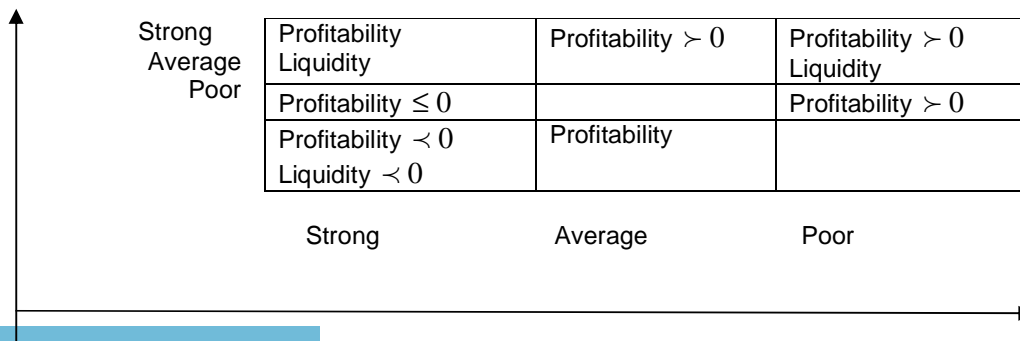 Strong
Average
Poor
Profitability
Liquidity
Profitability ≻ 0
Profitability ≻ 0
Liquidity
Profitability ≤ 0
Profitability ≻ 0
Profitability ≺ 0
Liquidity ≺ 0
Profitability
Strong Average Poor